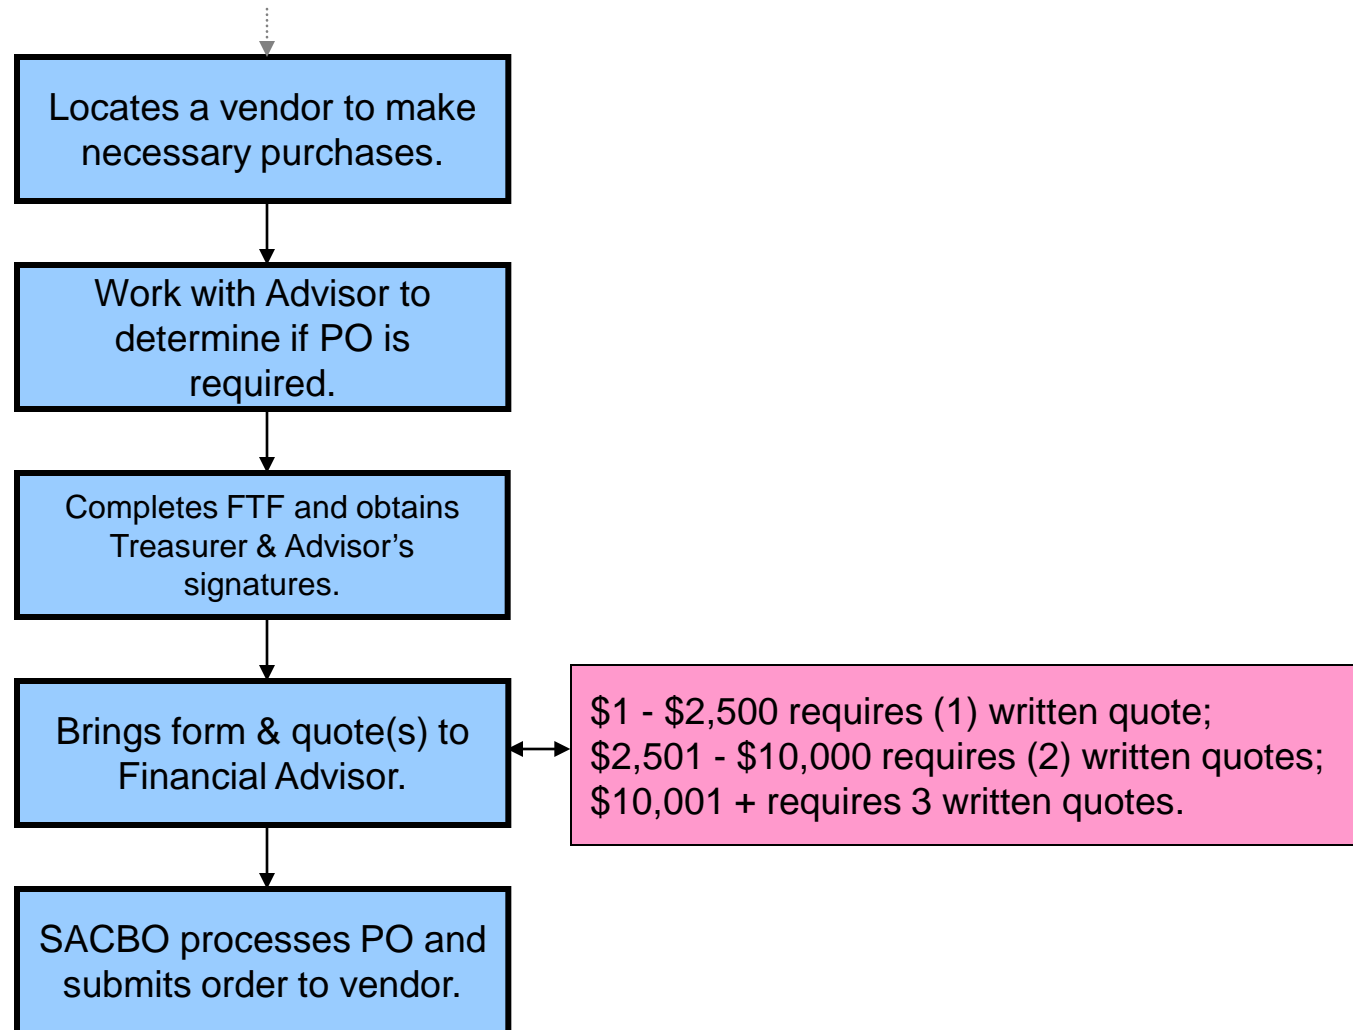 Locates a vendor to make
necessary purchases.
Work with Advisor to
determine if PO is
required.
Completes FTF and obtains
Treasurer & Advisor’s
signatures.
Brings form & quote(s) to
Financial Advisor.
$1 - $2,500 requires (1) written quote;
$2,501 - $10,000 requires (2) written quotes;
$10,001 + requires 3 written quotes.
SACBO processes PO and
submits order to vendor.